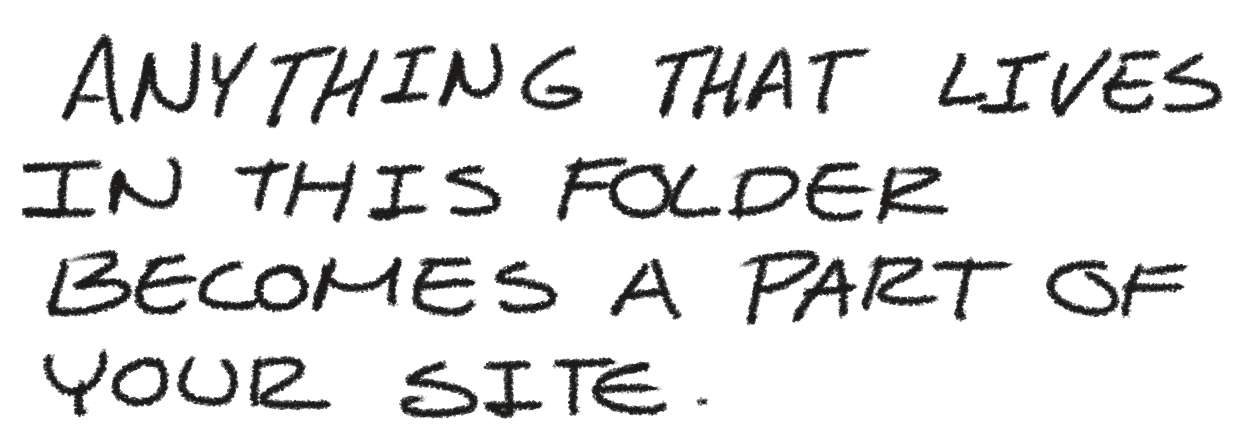 ANYTHING THAT LIVES
IN THIS FOLDER
BECOMES A PART OF
YOUR SITE.